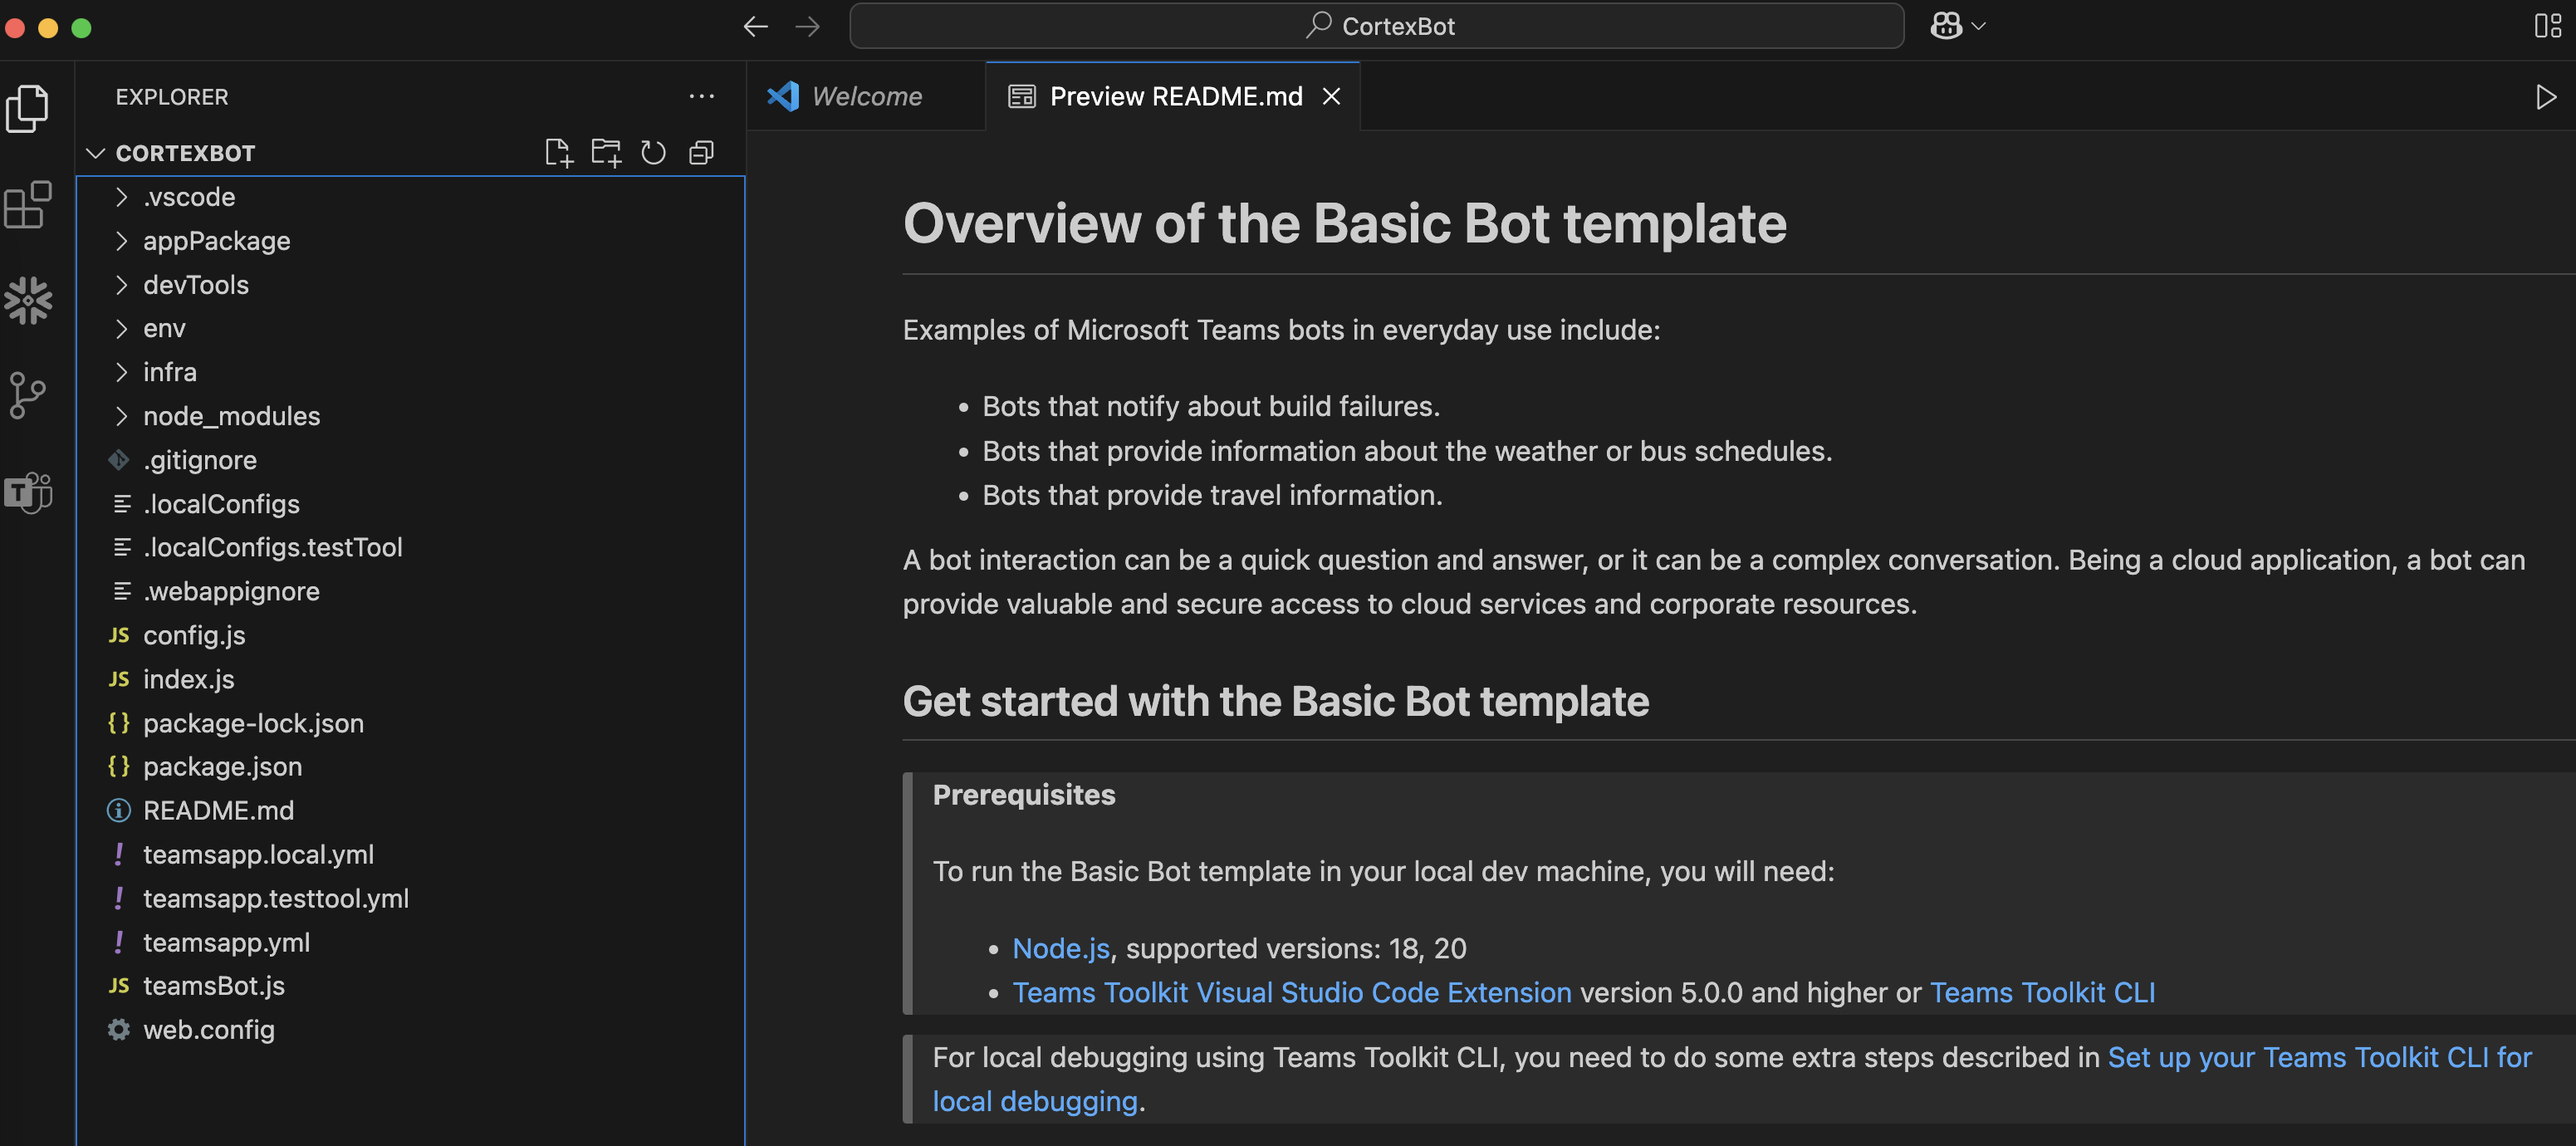 CortexBot
EXPLORER
CORTEXBOT
.vscode
appPackage
devTools
env
infra
node_modules
.gitignore
.localConfigs
.localConfigs.testTool
.webappignore
JS config.js
JS index.js
{} package-lock.json
{} package.json
README.md
! teamsapp.local.yml
! teamsapp.testtool.yml
! teamsapp.yml
JS teamsBot.js
web.config
Welcome
Preview README.md
Overview of the Basic Bot template
Examples of Microsoft Teams bots in everyday use include:
• Bots that notify about build failures.
• Bots that provide information about the weather or bus schedules.
• Bots that provide travel information.
A bot interaction can be a quick question and answer, or it can be a complex conversation. Being a cloud application, a bot can
provide valuable and secure access to cloud services and corporate resources.
Get started with the Basic Bot template
Prerequisites
To run the Basic Bot template in your local dev machine, you will need:
• Node.js, supported versions: 18, 20
• Teams Toolkit Visual Studio Code Extension version 5.0.0 and higher or Teams Toolkit CLI
For local debugging using Teams Toolkit CLI, you need to do some extra steps described in Set up your Teams Toolkit CLI for
local debugging.